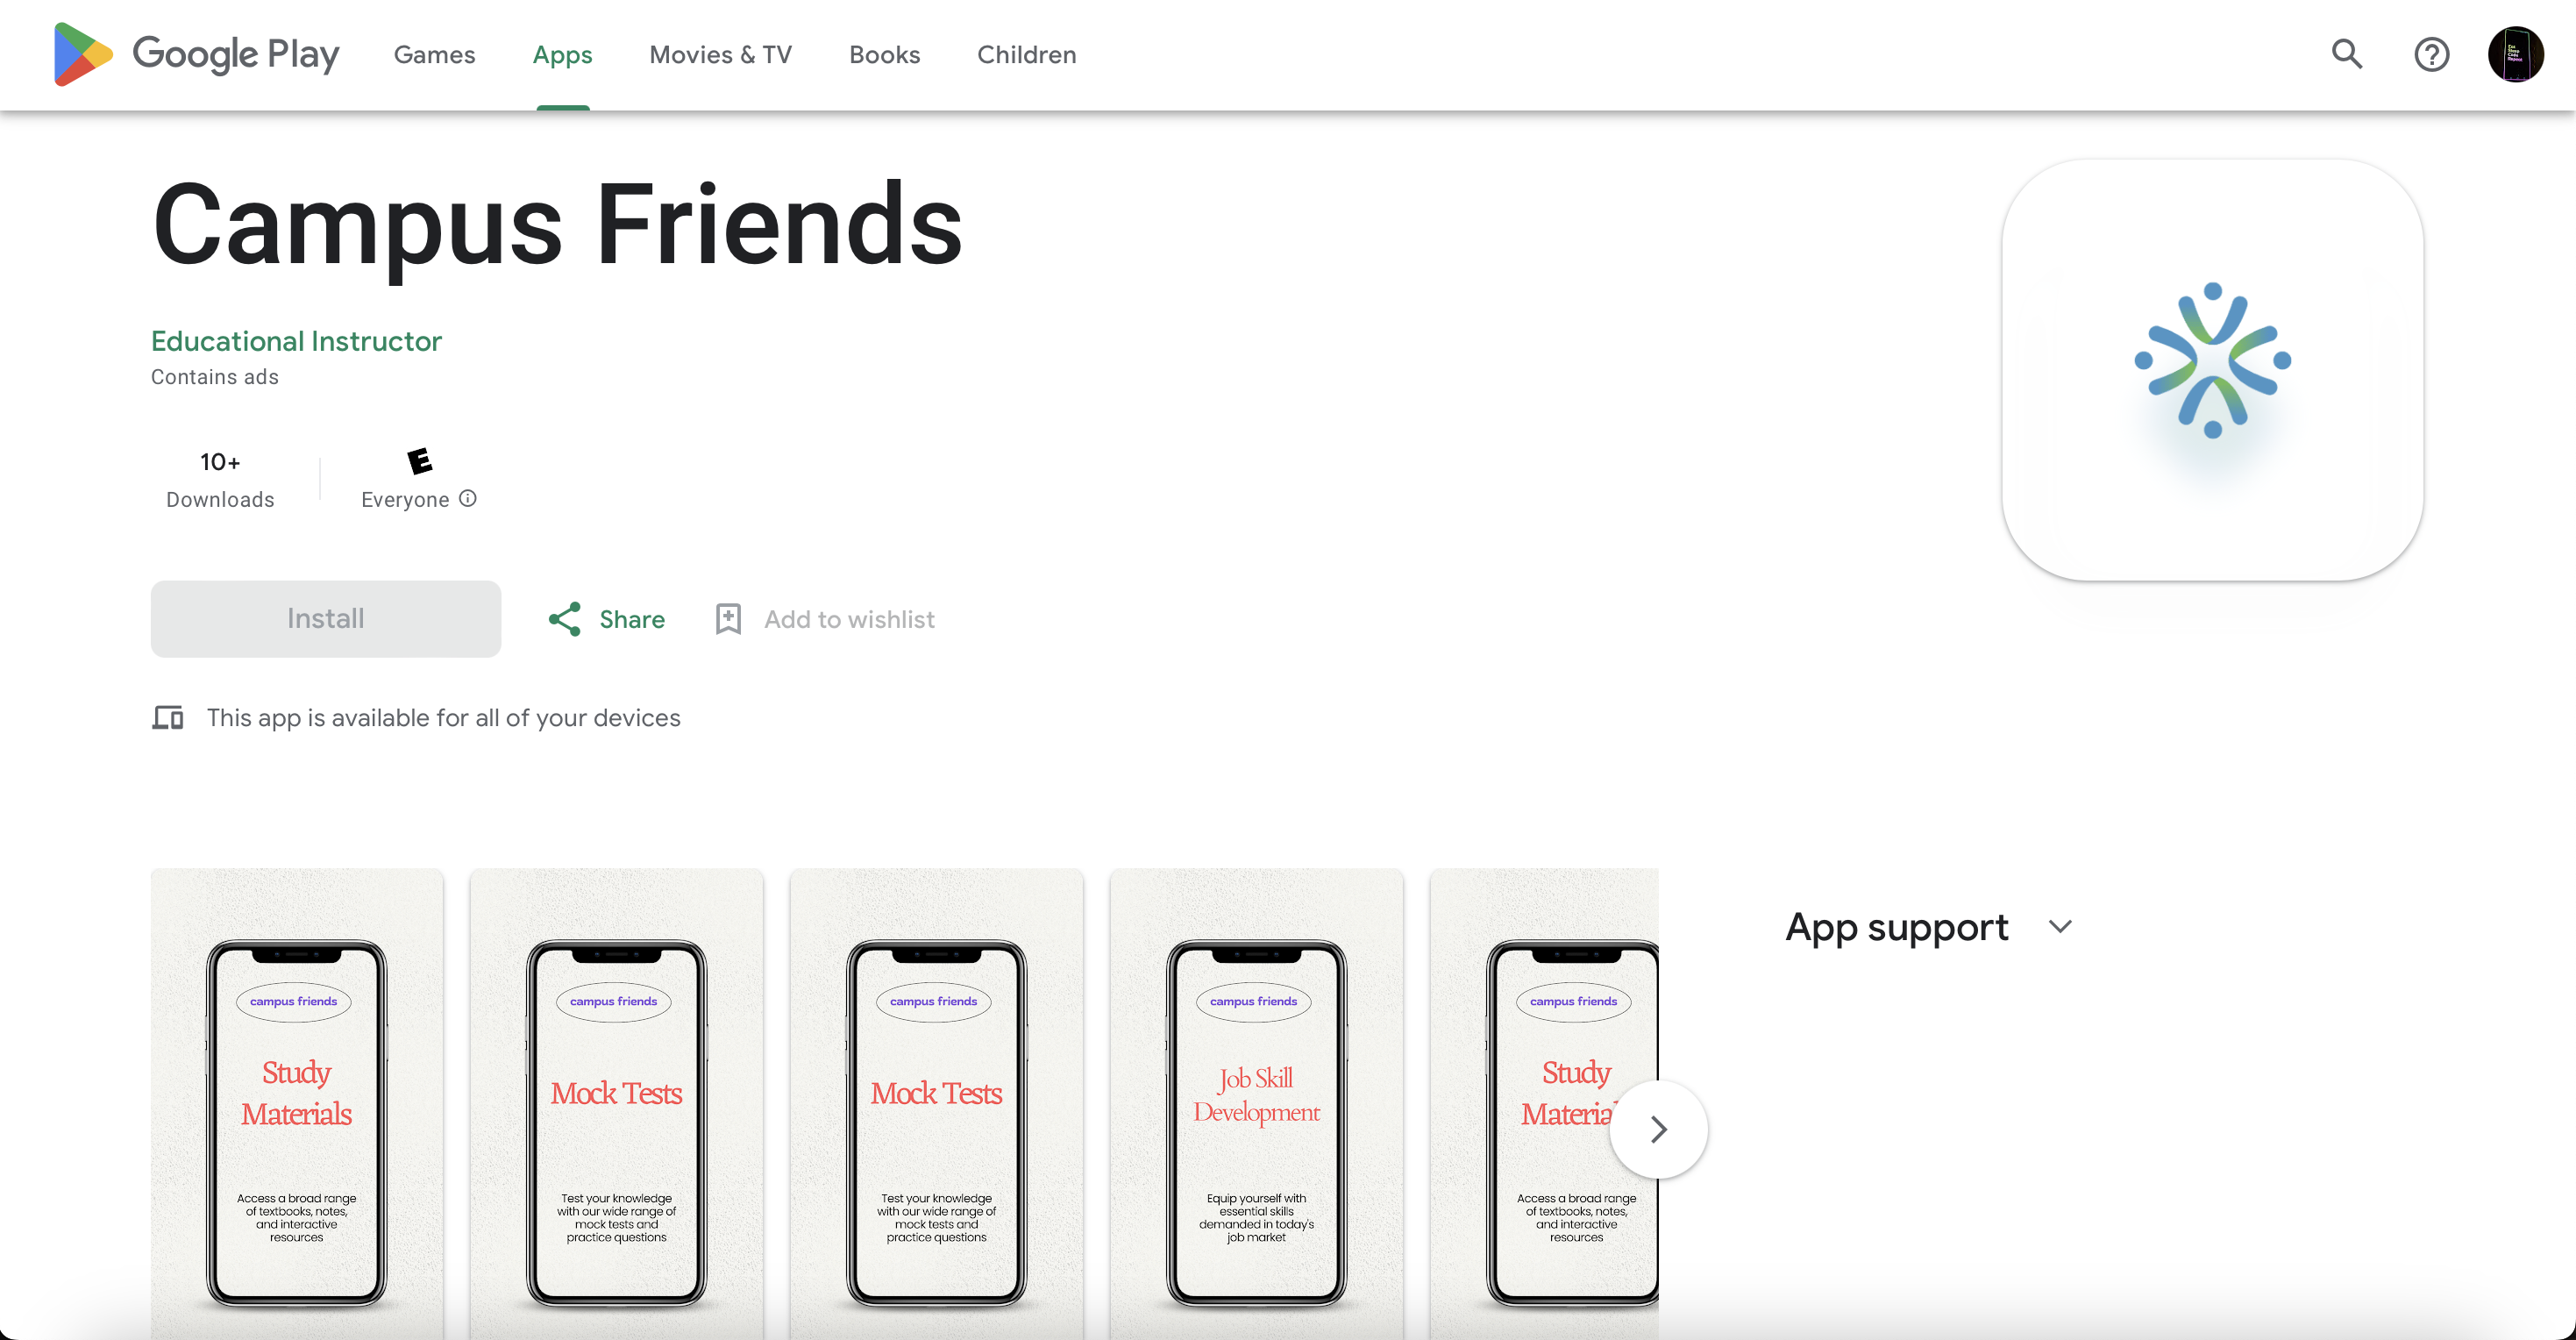 Google Play Games Apps Movies & TV Books Children
Campus Friends
Educational Instructor
Contains ads
10+
Downloads
E
Everyone
Install Share Add to wishlist
This app is available for all of your devices
campus friends
Study
Materials
Access a broad range
of textbooks, notes,
and interactive
resources
campus friends
Mock Tests
Test your knowledge
with our wide range of
mock tests and
practice questions
campus friends
Mock Tests
Test your knowledge
with our wide range of
mock tests and
practice questions
campus friends
Job Skill
Development
Equip yourself with
essential skills
demanded in today's
job market
campus friends
Study
Material
Access a broad range
of textbooks, notes,
and interactive
resources
App support